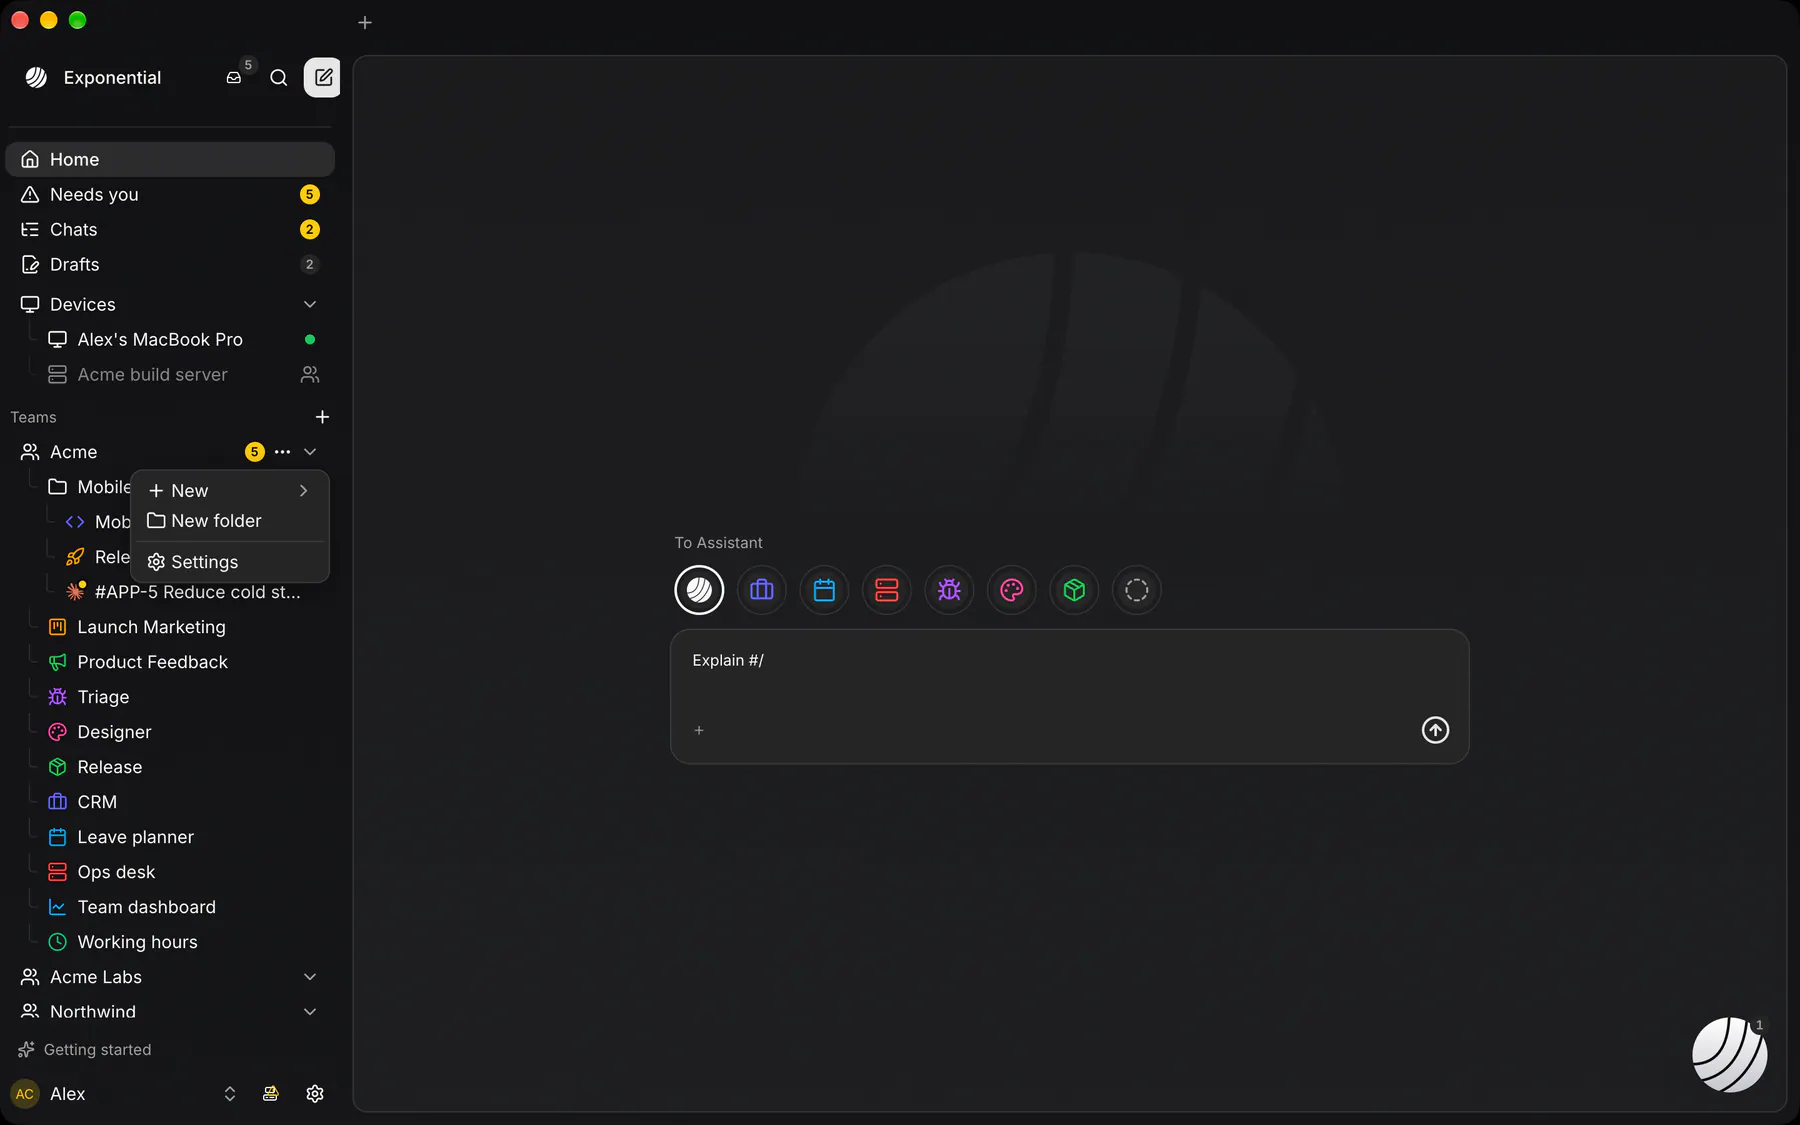 Exponential
5
Home
Needs you
5
Chats
2
Drafts
2
Devices
Alex's MacBook Pro
Acme build server
Teams
Acme
5
Mobile
New
New folder
Mob
Rele
Settings
#APP-5 Reduce cold st...
Launch Marketing
Product Feedback
Triage
Designer
Release
CRM
Leave planner
Ops desk
Team dashboard
Working hours
Acme Labs
Northwind
Getting started
AC
Alex
To Assistant
Explain #/
1